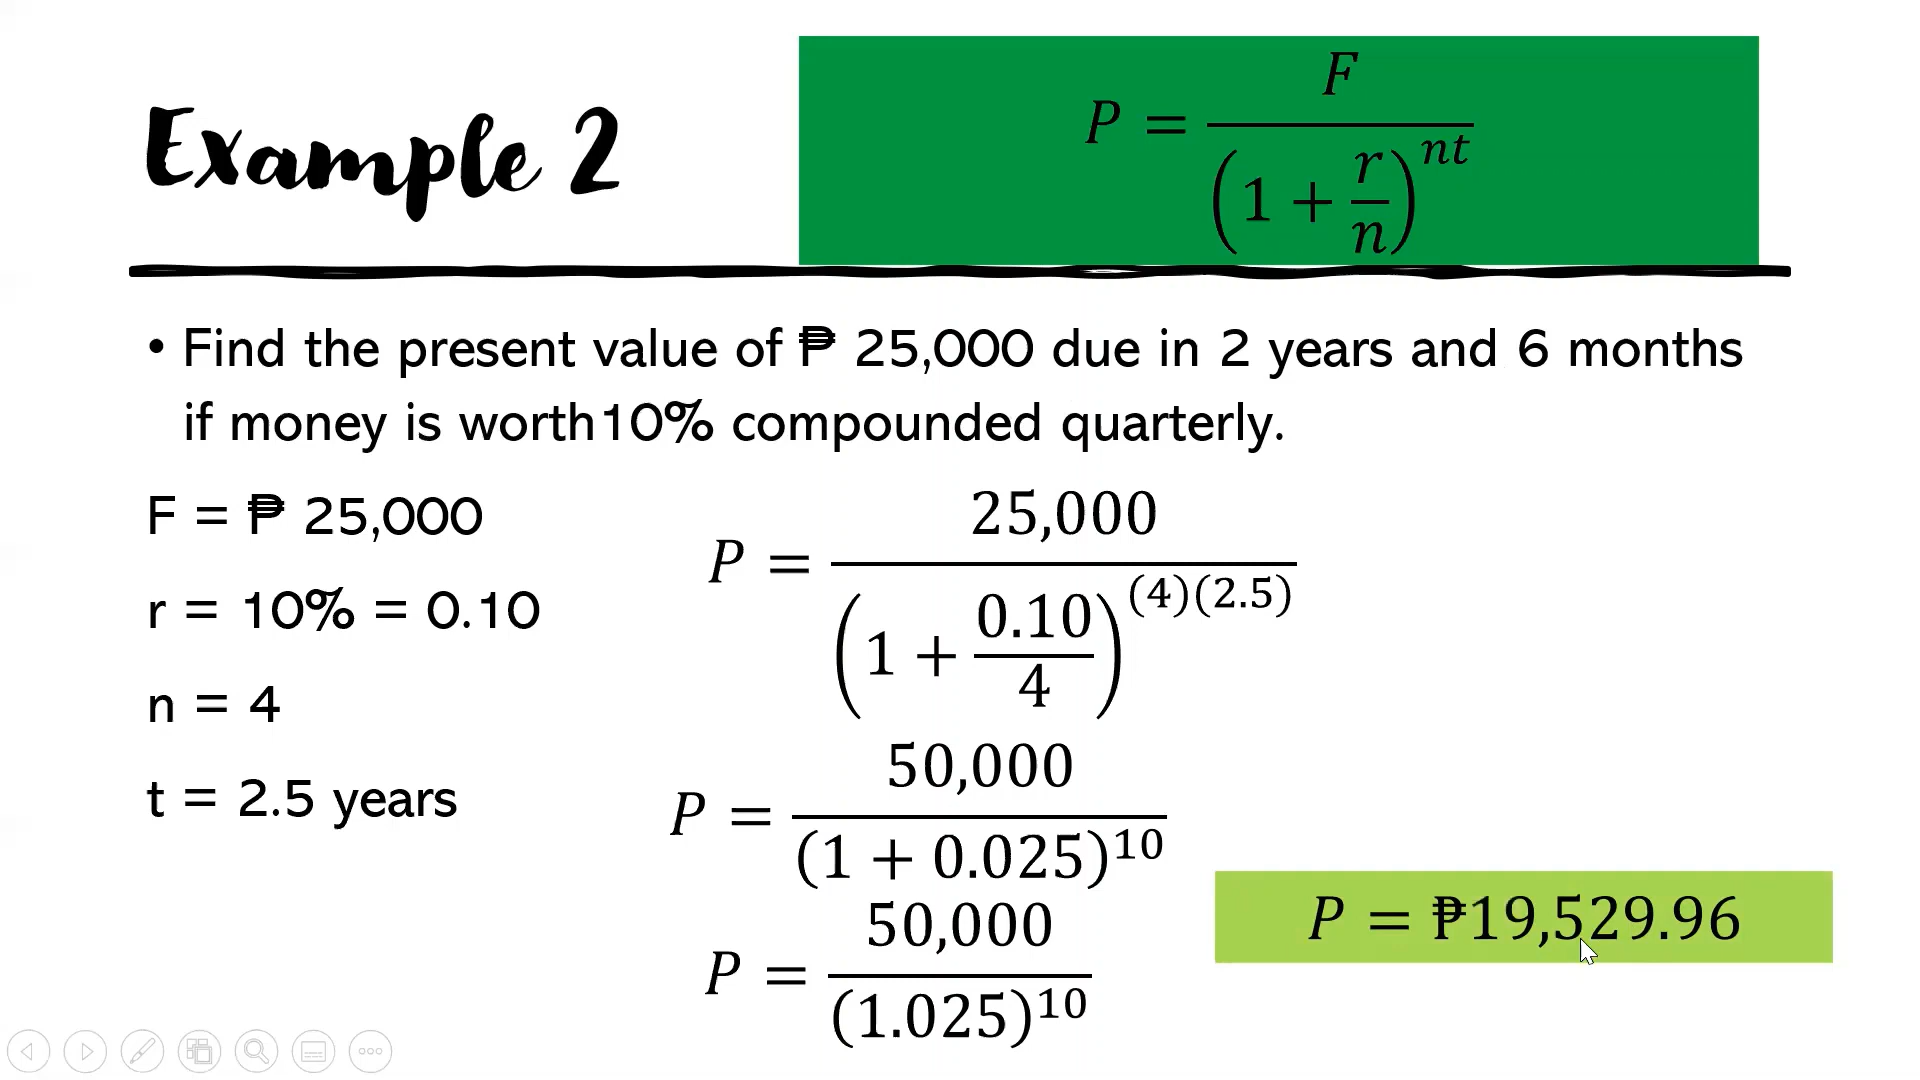 Example 2
P = F / (1 + r/n)^nt
• Find the present value of ₱ 25,000 due in 2 years and 6 months
if money is worth10% compounded quarterly.
F = ₱ 25,000
r = 10% = 0.10
n = 4
t = 2.5 years
P = 25,000 / (1 + 0.10/4)^(4)(2.5)
P = 50,000 / (1 + 0.025)^10
P = 50,000 / (1.025)^10
P = ₱19,529.96